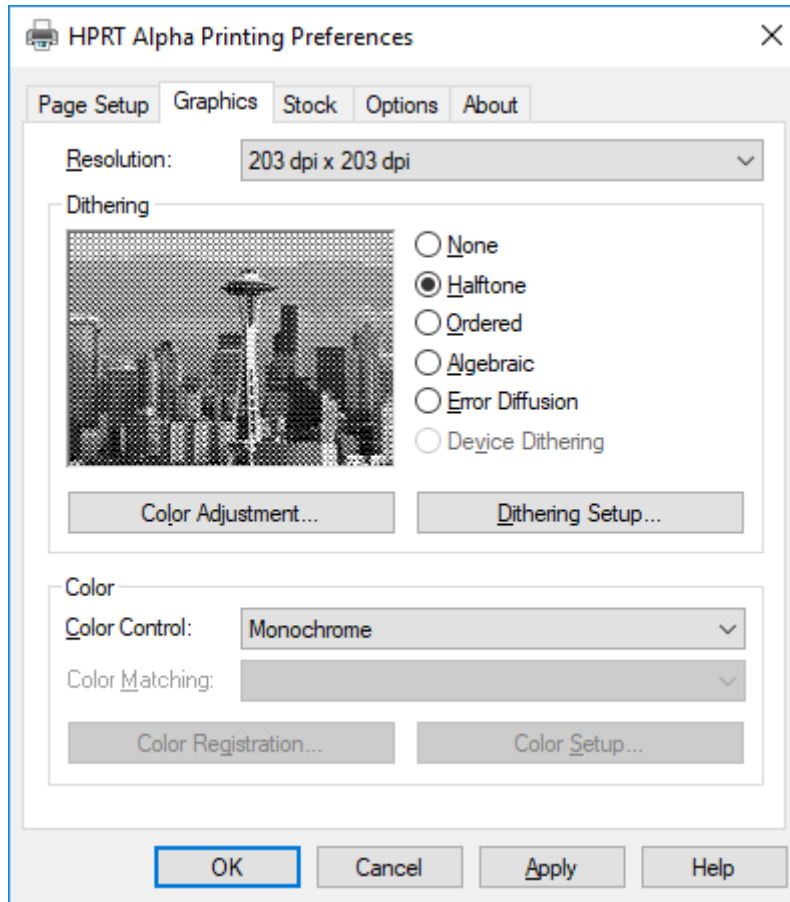 HPRT Alpha Printing Preferences
Page Setup Graphics Stock Options About
Resolution: 203 dpi x 203 dpi
Dithering
None
Halftone
Ordered
Algebraic
Error Diffusion
Device Dithering
Color Adjustment... Dithering Setup...
Color
Color Control: Monochrome
Color Matching:
Color Registration... Color Setup...
OK Cancel Apply Help